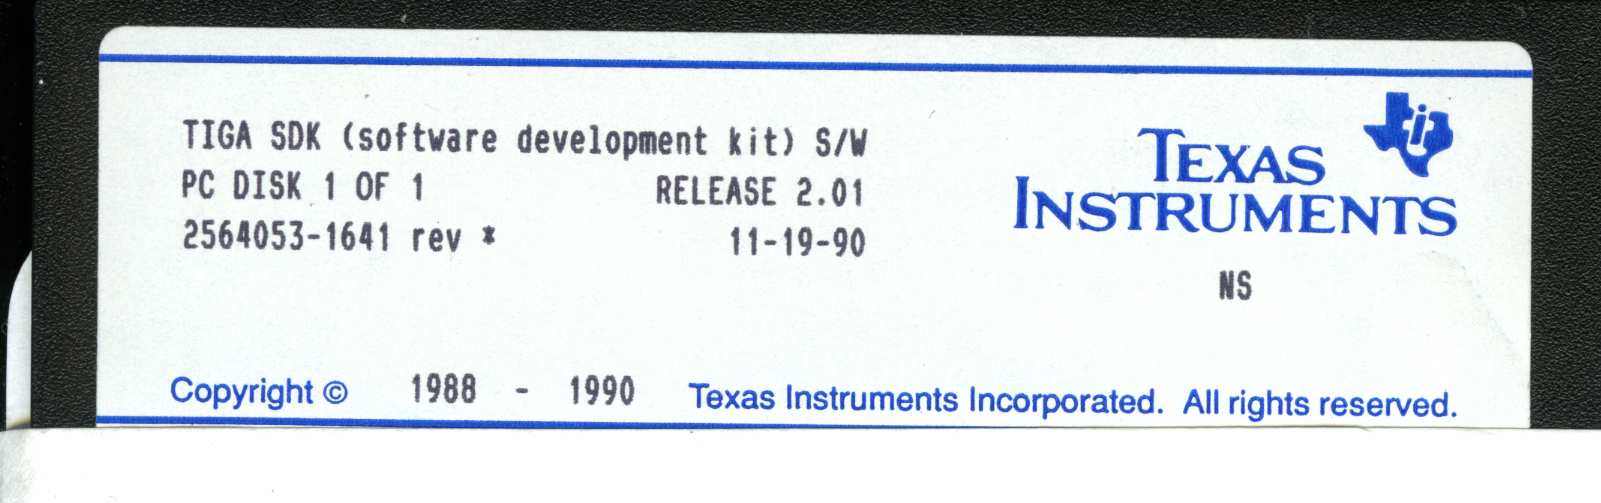 TIGA SDK (software development kit) S/W
PC DISK 1 OF 1 RELEASE 2.01
2564053-1641 rev * 11-19-90
ti
TEXAS
INSTRUMENTS
NS
Copyright © 1988 - 1990 Texas Instruments Incorporated. All rights reserved.